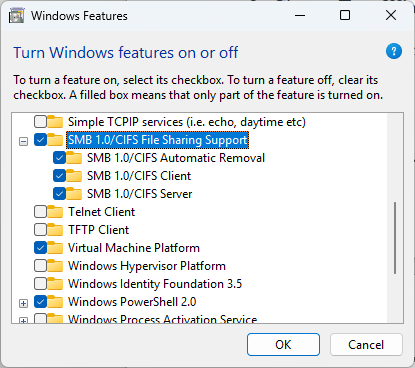 Windows Features
Turn Windows features on or off
To turn a feature on, select its checkbox. To turn a feature off, clear its
checkbox. A filled box means that only part of the feature is turned on.
Simple TCPIP services (i.e. echo, daytime etc)
SMB 1.0/CIFS File Sharing Support
SMB 1.0/CIFS Automatic Removal
SMB 1.0/CIFS Client
SMB 1.0/CIFS Server
Telnet Client
TFTP Client
Virtual Machine Platform
Windows Hypervisor Platform
Windows Identity Foundation 3.5
Windows PowerShell 2.0
Windows Process Activation Service
OK Cancel